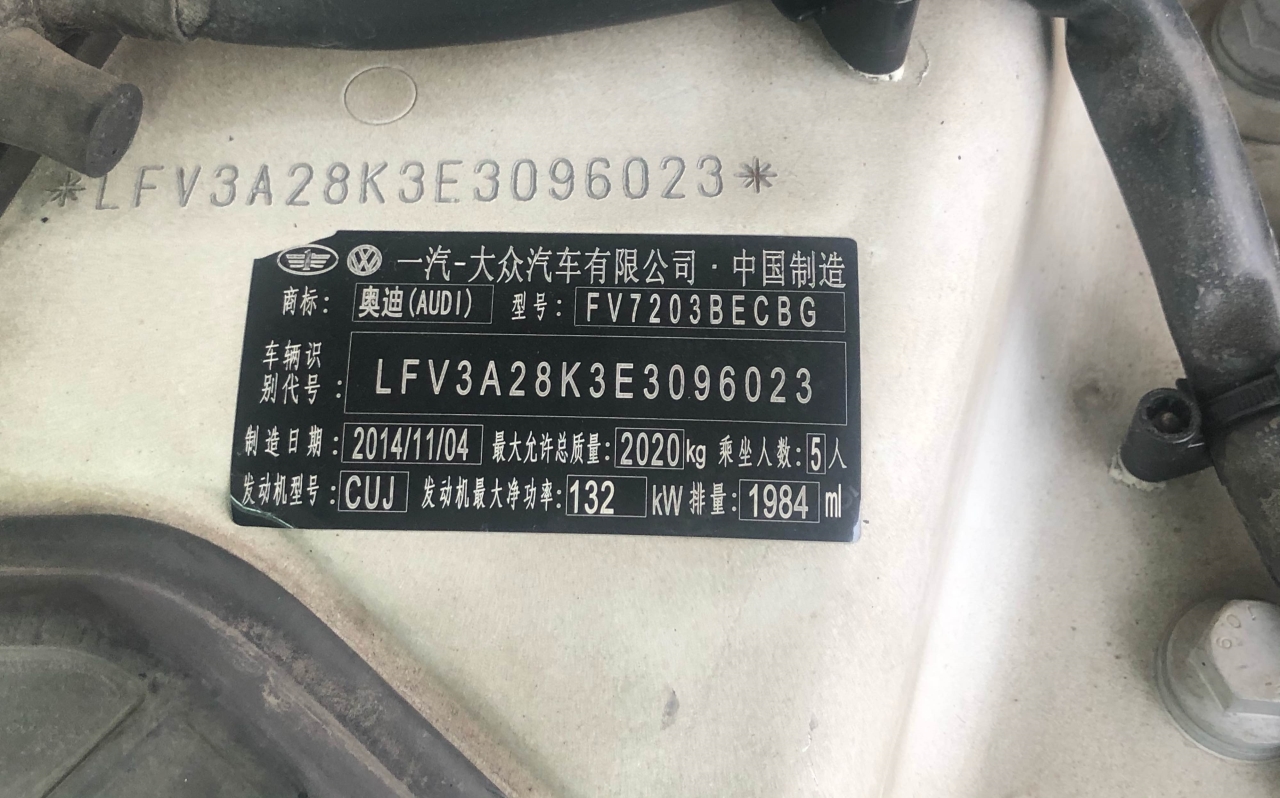 *LFV3A28K3E3096023*
一汽-大众汽车有限公司·中国制造
商标: 奥迪(AUDI) 型号: FV7203BECBG
车辆识
别代号: LFV3A28K3E3096023
制造日期: 2014/11/04 最大允许总质量: 2020kg 乘坐人数: 5人
发动机型号: CUJ 发动机最大净功率: 132 kW 排量: 1984 ml